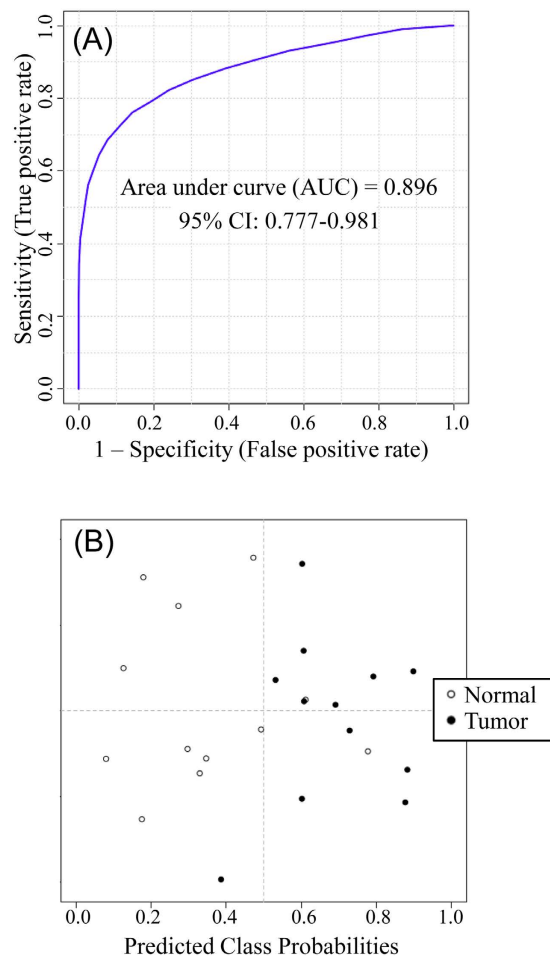 (A)
Sensitivity (True positive rate)
1.0
0.8
0.6
0.4
0.2
0.0
Area under curve (AUC) = 0.896
95% CI: 0.777-0.981
0.0 0.2 0.4 0.6 0.8 1.0
1 – Specificity (False positive rate)
(B)
Normal
Tumor
0.0 0.2 0.4 0.6 0.8 1.0
Predicted Class Probabilities